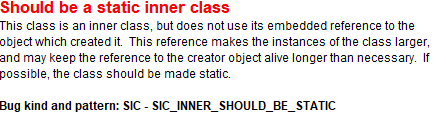 Should be a static inner class
This class is an inner class, but does not use its embedded reference to the
object which created it.  This reference makes the instances of the class larger,
and may keep the reference to the creator object alive longer than necessary.  If
possible, the class should be made static.
Bug kind and pattern: SIC - SIC_INNER_SHOULD_BE_STATIC